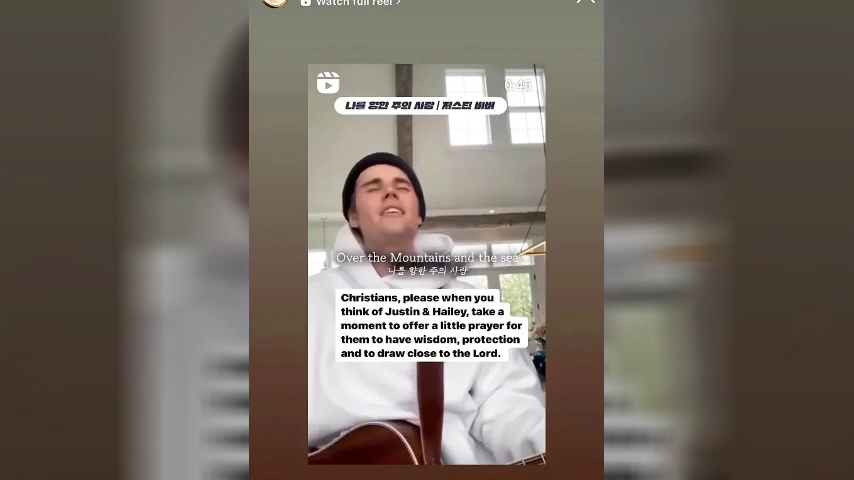 Watch full reel >
0:45
나를 향한 주의 사랑 | 저스틴 비버
Over the Mountains and the sea
나를 향한 주의 사랑
Christians, please when you
think of Justin & Hailey, take a
moment to offer a little prayer for
them to have wisdom, protection
and to draw close to the Lord.